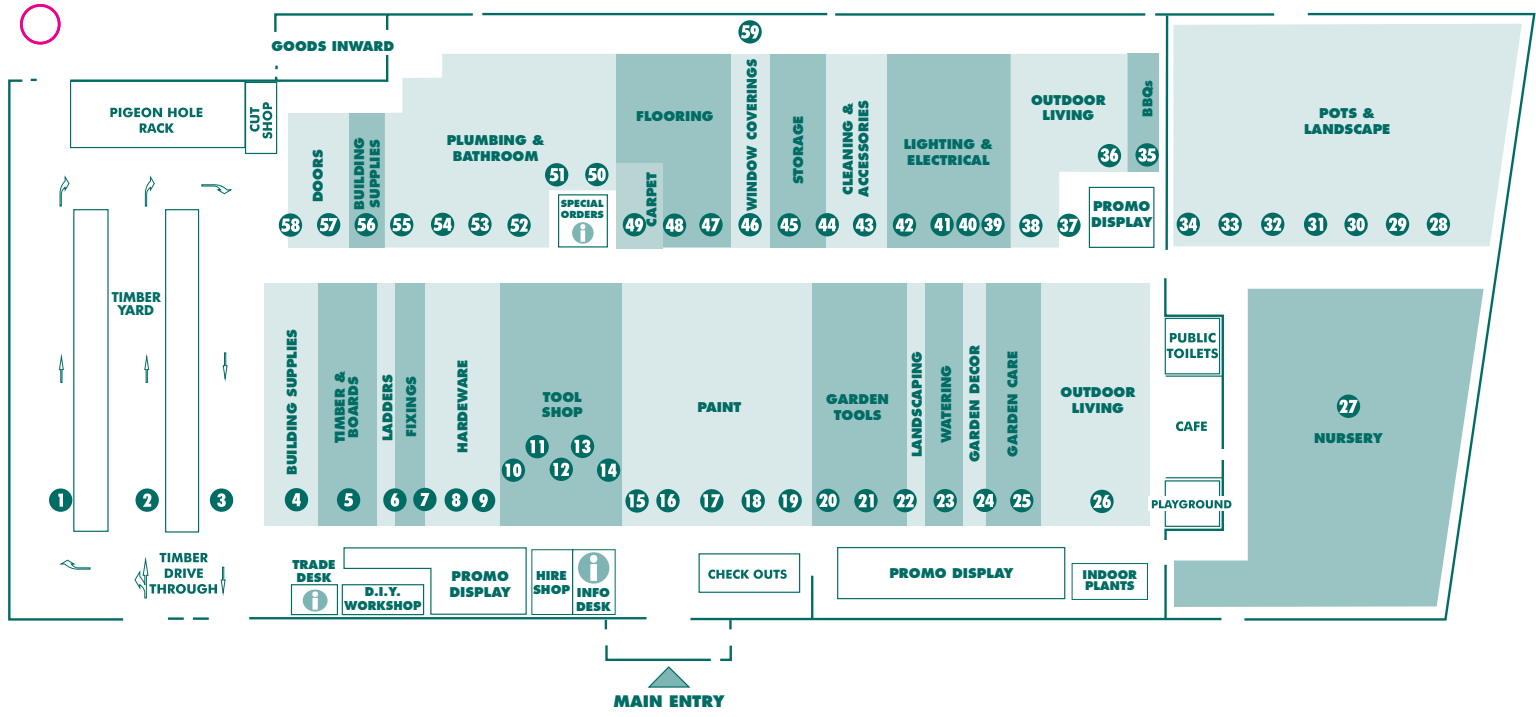 GOODS INWARD
59
PIGEON HOLE
RACK
CUT
SHOP
DOORS
BUILDING
SUPPLIES
PLUMBING &
BATHROOM
FLOORING
CARPET
WINDOW COVERINGS
STORAGE
CLEANING &
ACCESSORIES
LIGHTING &
ELECTRICAL
OUTDOOR
LIVING
BBQs
POTS &
LANDSCAPE
51
50
36
35
SPECIAL
ORDERS
i
PROMO
DISPLAY
58
57
56
55
54
53
52
49
48
47
46
45
44
43
42
41
40
39
38
37
34
33
32
31
30
29
28
TIMBER
YARD
BUILDING SUPPLIES
TIMBER &
BOARDS
LADDERS
FIXINGS
HARDEWARE
TOOL
SHOP
PAINT
GARDEN
TOOLS
LANDSCAPING
WATERING
GARDEN DECOR
GARDEN CARE
OUTDOOR
LIVING
PUBLIC
TOILETS
CAFE
PLAYGROUND
27
NURSERY
11
13
10
12
14
1
2
3
4
5
6
7
8
9
15
16
17
18
19
20
21
22
23
24
25
26
TIMBER
DRIVE
THROUGH
TRADE
DESK
i
D.I.Y.
WORKSHOP
PROMO
DISPLAY
HIRE
SHOP
i
INFO
DESK
CHECK OUTS
PROMO DISPLAY
INDOOR
PLANTS
MAIN ENTRY